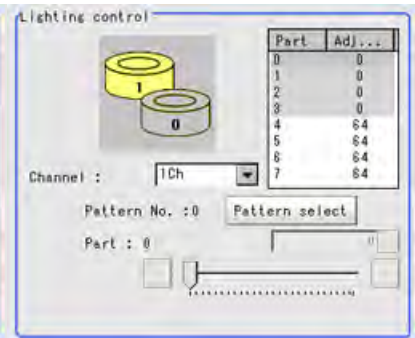 Lighting control
Part Adj...
0 0
1 0
2 0
3 0
4 64
5 64
6 64
7 64
1
0
Channel : 1Ch
Pattern No. :0 Pattern select
Part : 0 0